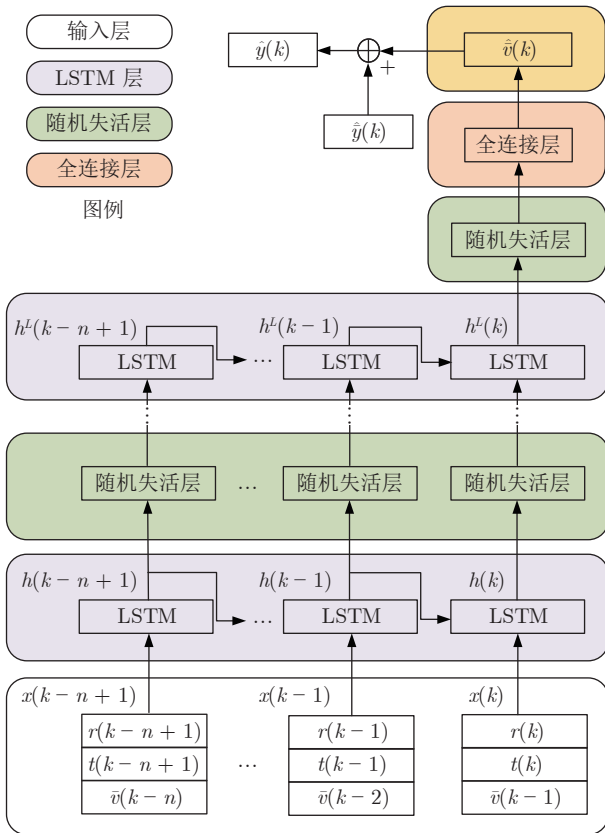 输入层
LSTM 层
随机失活层
全连接层
图例
ŷ(k)
+
v̄̂(k)
ȳ̂(k)
全连接层
随机失活层
h^L(k − n + 1) h^L(k − 1) h^L(k)
LSTM ··· LSTM LSTM
⋮ ⋮ ⋮
随机失活层 ··· 随机失活层 随机失活层
h(k − n + 1) h(k − 1) h(k)
LSTM ··· LSTM LSTM
x(k − n + 1) x(k − 1) x(k)
r(k − n + 1) r(k − 1) r(k)
t(k − n + 1) ··· t(k − 1) t(k)
v̄(k − n) v̄(k − 2) v̄(k − 1)